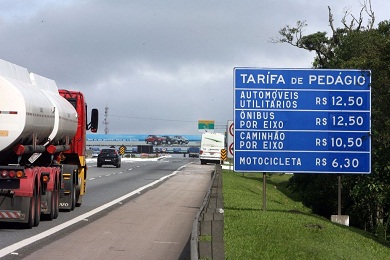 TARÍFA DE PEDÁGIO
AUTOMÓVEIS
UTILITÁRIOS R$ 12,50
ÔNIBUS
POR EIXO R$ 12,50
CAMINHÃO
POR EIXO R$ 10,50
MOTOCICLETA R$ 6,30